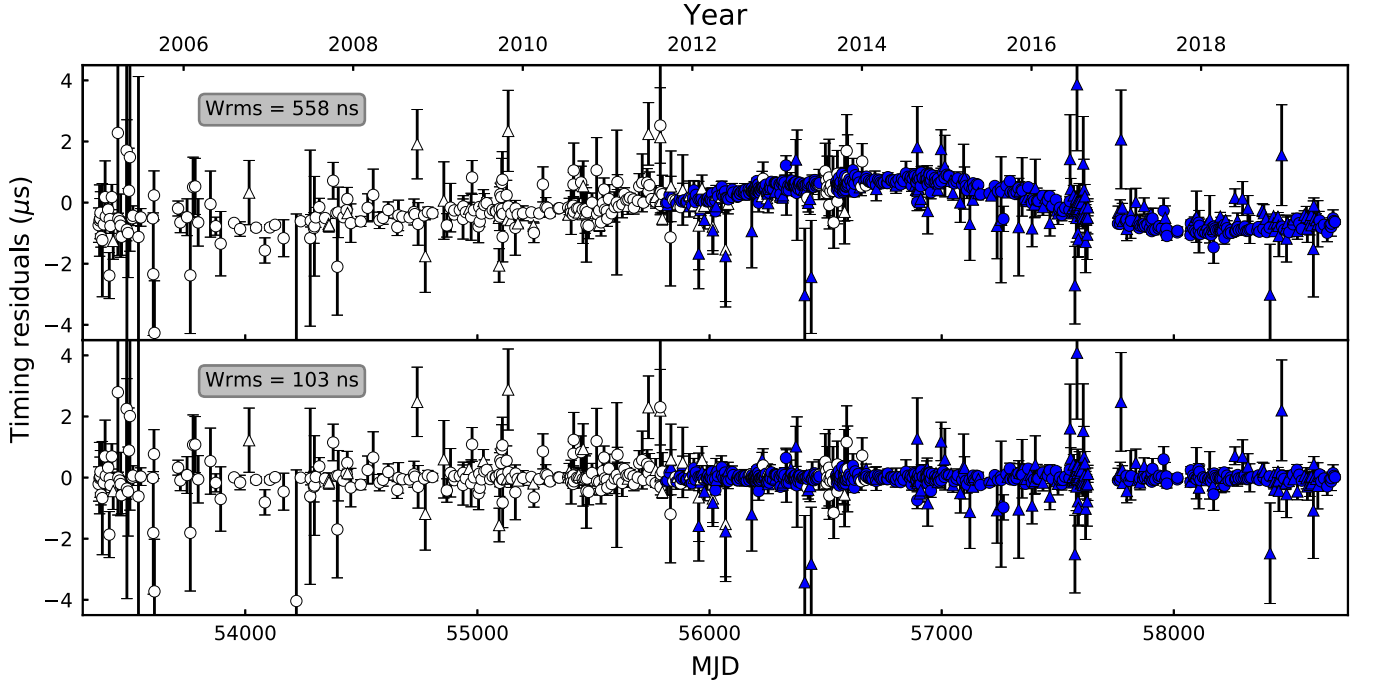 Year
2006 2008 2010 2012 2014 2016 2018
4
Wrms = 558 ns
2
0
−2
−4
Timing residuals (μs)
4
Wrms = 103 ns
2
0
−2
−4
54000 55000 56000 57000 58000
MJD